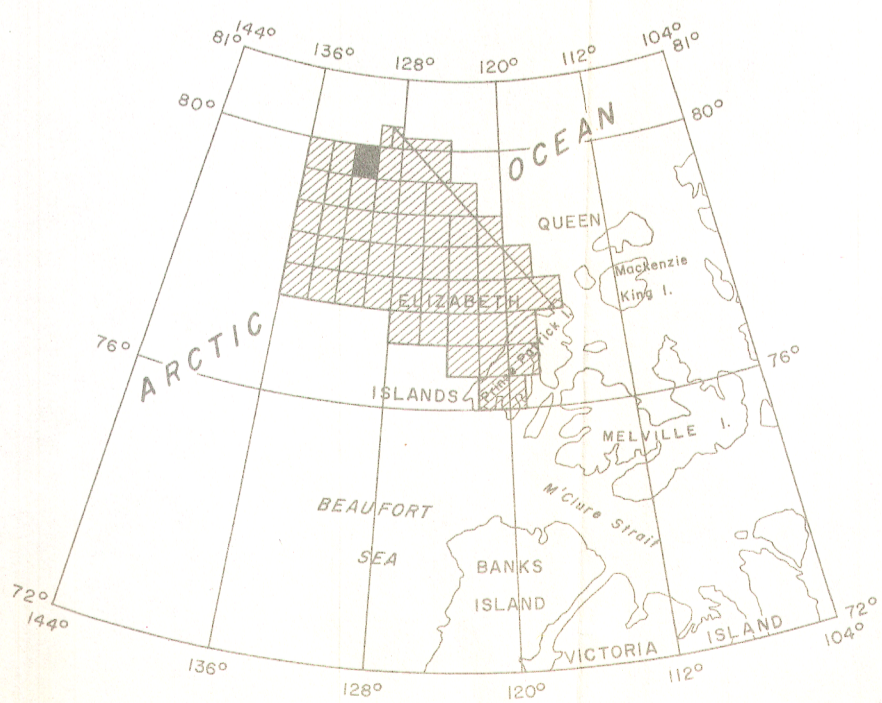 144°
81°
136°
128°
120°
112°
104°
81°
80°
80°
OCEAN
QUEEN
Mackenzie
King I.
ELIZABETH
Prince Patrick I.
ARCTIC
76°
76°
ISLANDS
MELVILLE I.
M'Clure Strait
BEAUFORT
SEA
BANKS
ISLAND
VICTORIA ISLAND
72°
144°
136°
128°
120°
112°
72°
104°